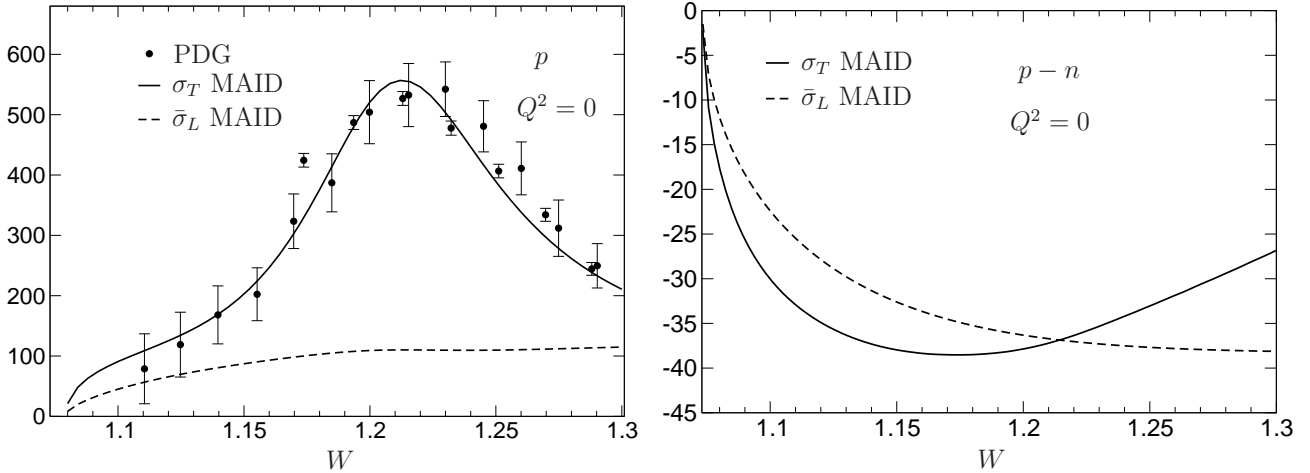 600
500
400
300
200
100
0
PDG
σ_T MAID
σ̄_L MAID
p
Q² = 0
1.1 1.15 1.2 1.25 1.3
W
0
-5
-10
-15
-20
-25
-30
-35
-40
-45
σ_T MAID
σ̄_L MAID
p − n
Q² = 0
1.1 1.15 1.2 1.25 1.3
W